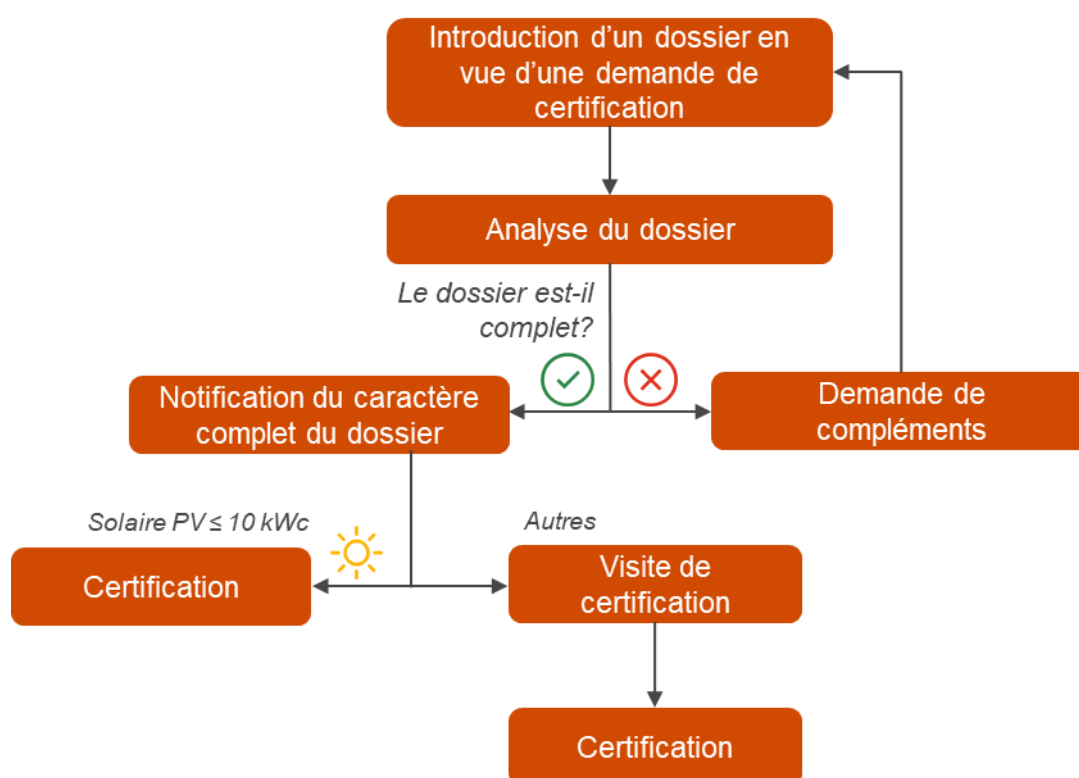 Introduction d'un dossier en
vue d'une demande de
certification
Analyse du dossier
Le dossier est-il
complet?
Notification du caractère
complet du dossier
Demande de
compléments
Solaire PV ≤ 10 kWc
Autres
Certification
Visite de
certification
Certification